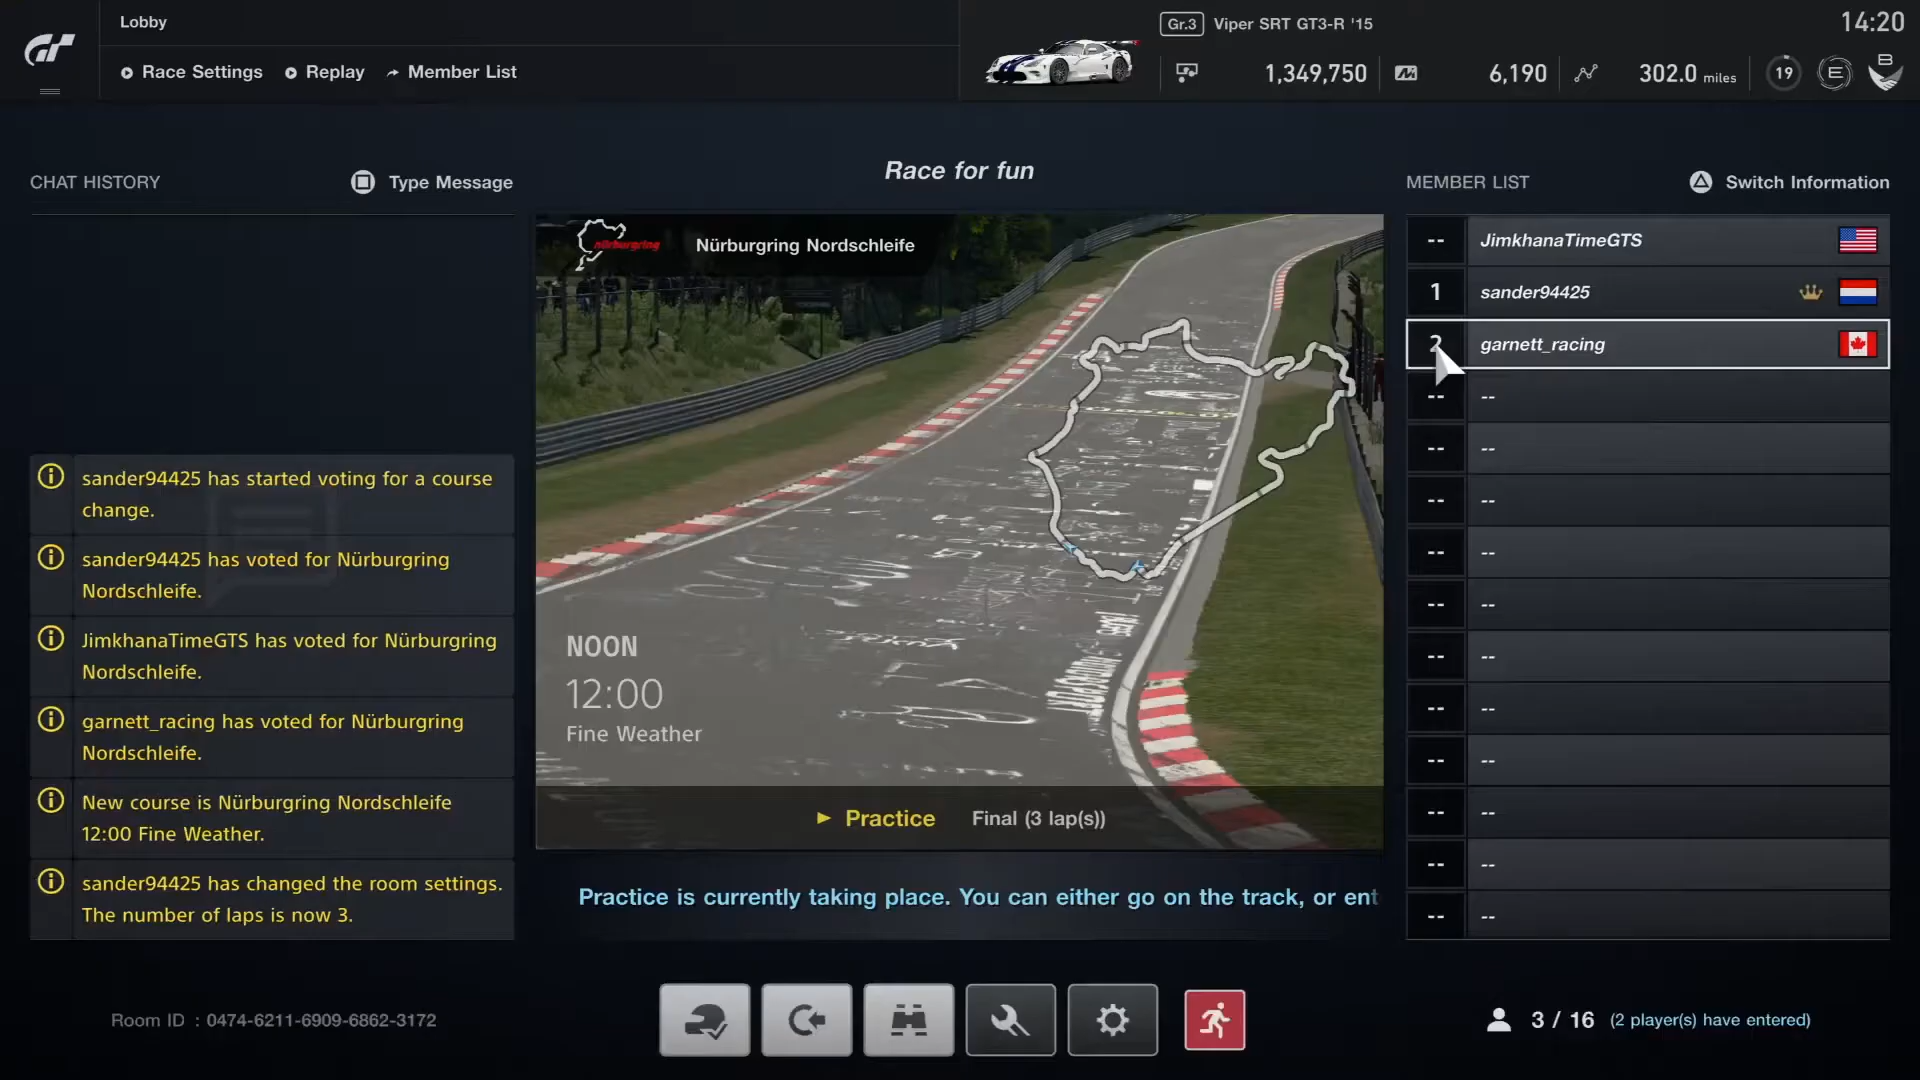 Lobby
Race Settings
Replay
Member List
Gr.3
Viper SRT GT3-R '15
14:20
1,349,750
6,190
302.0 miles
19
E
B
CHAT HISTORY
Type Message
sander94425 has started voting for a course
change.
sander94425 has voted for Nürburgring
Nordschleife.
JimkhanaTimeGTS has voted for Nürburgring
Nordschleife.
garnett_racing has voted for Nürburgring
Nordschleife.
New course is Nürburgring Nordschleife
12:00 Fine Weather.
sander94425 has changed the room settings.
The number of laps is now 3.
Race for fun
nürburgring
Nürburgring Nordschleife
NOON
12:00
Fine Weather
Practice
Final (3 lap(s))
Practice is currently taking place. You can either go on the track, or ent
MEMBER LIST
Switch Information
-- JimkhanaTimeGTS
1 sander94425
2 garnett_racing
-- --
-- --
-- --
-- --
-- --
-- --
-- --
-- --
-- --
-- --
-- --
Room ID : 0474-6211-6909-6862-3172
3 / 16 (2 player(s) have entered)